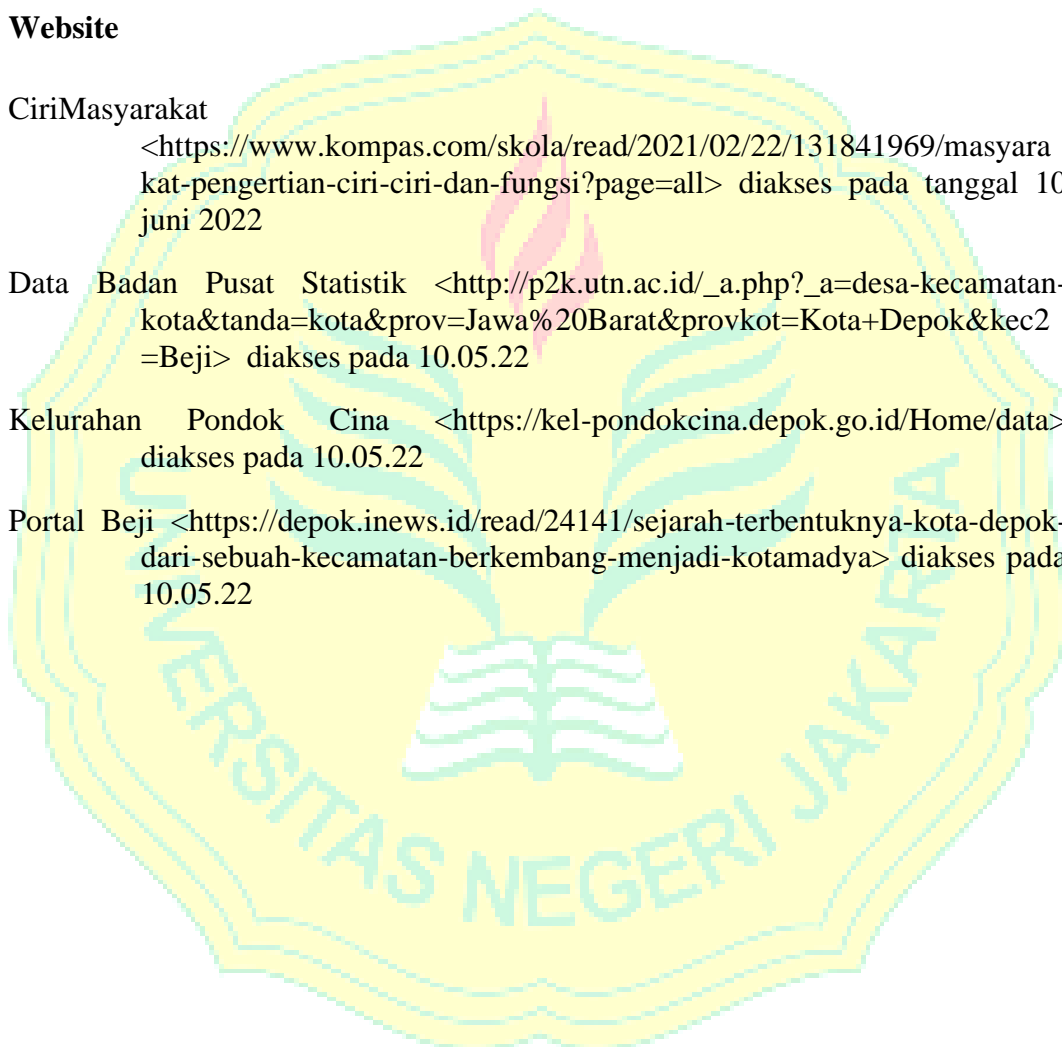 Website
CiriMasyarakat
<https://www.kompas.com/skola/read/2021/02/22/131841969/masyara
kat-pengertian-ciri-ciri-dan-fungsi?page=all> diakses pada tanggal 10
juni 2022
Data Badan Pusat Statistik <http://p2k.utn.ac.id/_a.php?_a=desa-kecamatan-
kota&tanda=kota&prov=Jawa%20Barat&provkot=Kota+Depok&kec2
=Beji> diakses pada 10.05.22
Kelurahan Pondok Cina <https://kel-pondokcina.depok.go.id/Home/data>
diakses pada 10.05.22
Portal Beji <https://depok.inews.id/read/24141/sejarah-terbentuknya-kota-depok-
dari-sebuah-kecamatan-berkembang-menjadi-kotamadya> diakses pada
10.05.22
UNIVERSITAS NEGERI JAKARTA